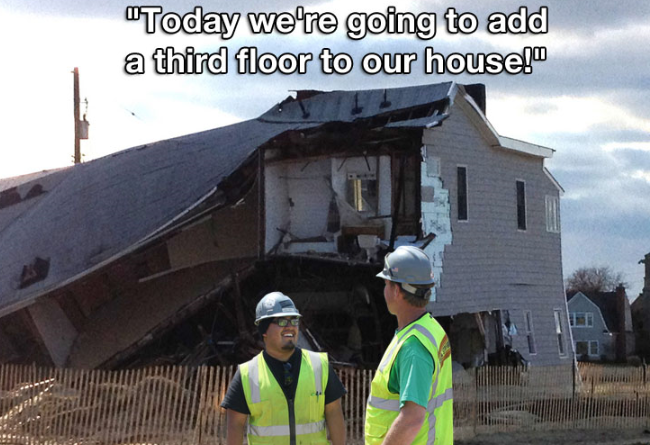 "Today we're going to add
a third floor to our house!"